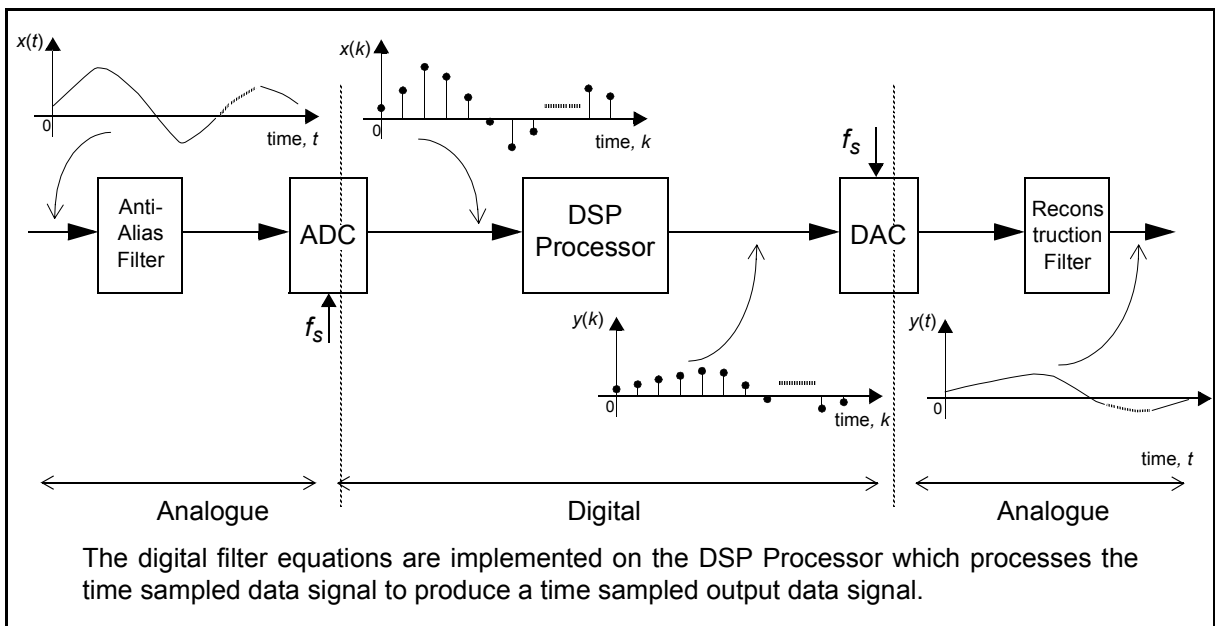 x(t)
0
time, t
x(k)
0
time, k
f_s
Anti-
Alias
Filter
ADC
DSP
Processor
DAC
Recons
truction
Filter
f_s
y(k)
0
time, k
y(t)
0
time, t
Analogue
Digital
Analogue
The digital filter equations are implemented on the DSP Processor which processes the
time sampled data signal to produce a time sampled output data signal.